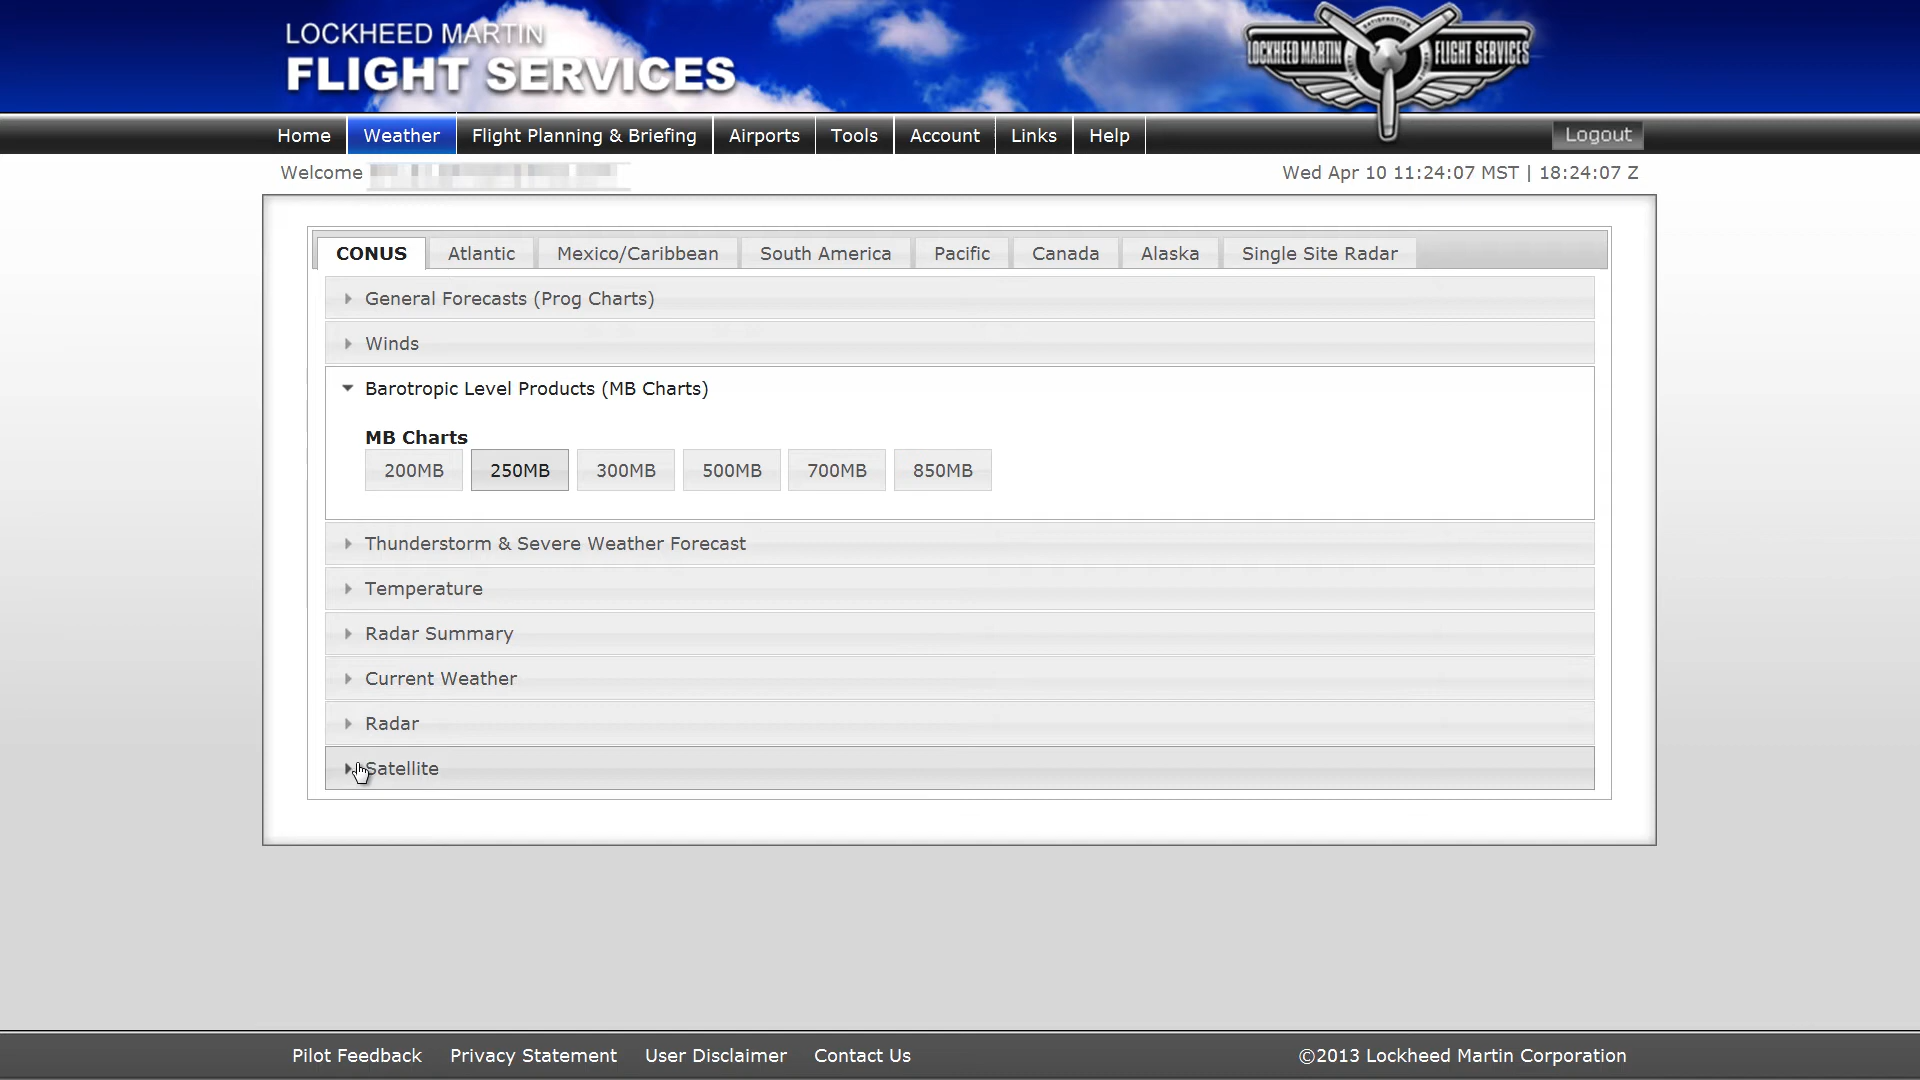 LOCKHEED MARTIN
FLIGHT SERVICES
SATISFACTION
LOCKHEED MARTIN FLIGHT SERVICES
Home Weather Flight Planning & Briefing Airports Tools Account Links Help Logout
Welcome
Wed Apr 10 11:24:07 MST | 18:24:07 Z
CONUS Atlantic Mexico/Caribbean South America Pacific Canada Alaska Single Site Radar
General Forecasts (Prog Charts)
Winds
Barotropic Level Products (MB Charts)
MB Charts
200MB 250MB 300MB 500MB 700MB 850MB
Thunderstorm & Severe Weather Forecast
Temperature
Radar Summary
Current Weather
Radar
Satellite
Pilot Feedback Privacy Statement User Disclaimer Contact Us ©2013 Lockheed Martin Corporation